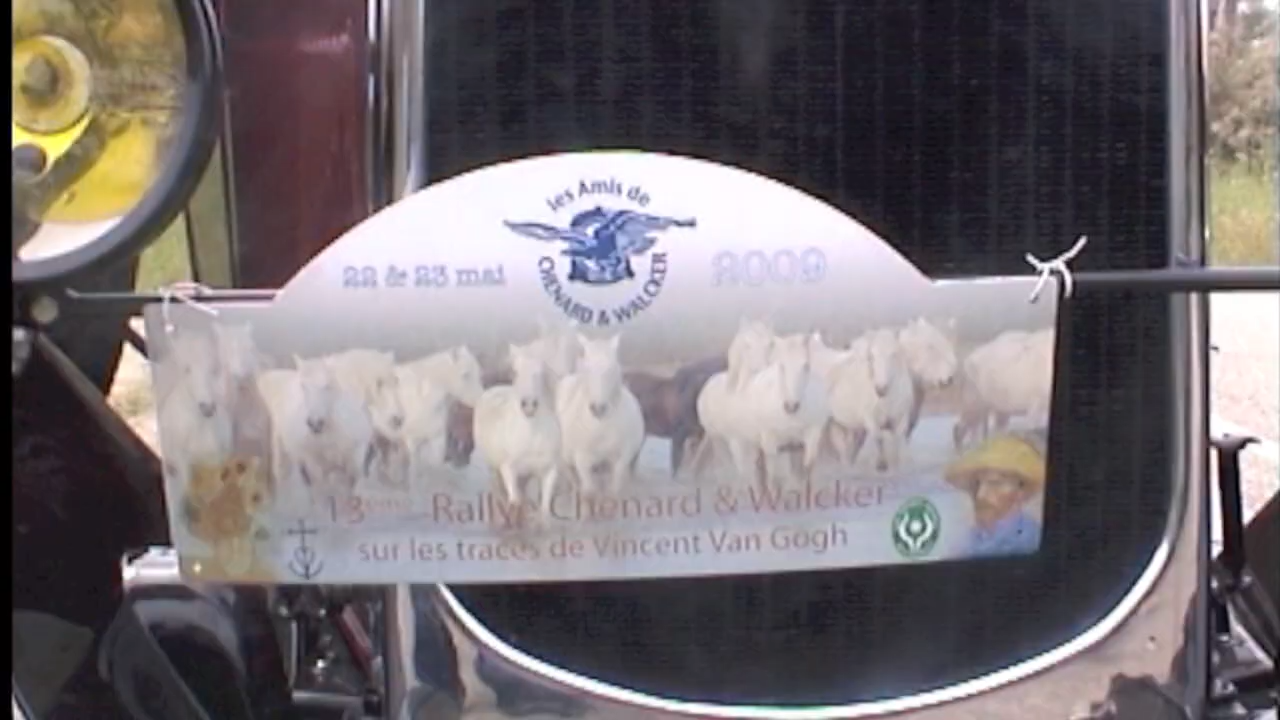 Les Amis de
CHENARD & WALCKER
22 & 23 mai 2009
13ème Rallye Chenard & Walcker
sur les traces de Vincent Van Gogh